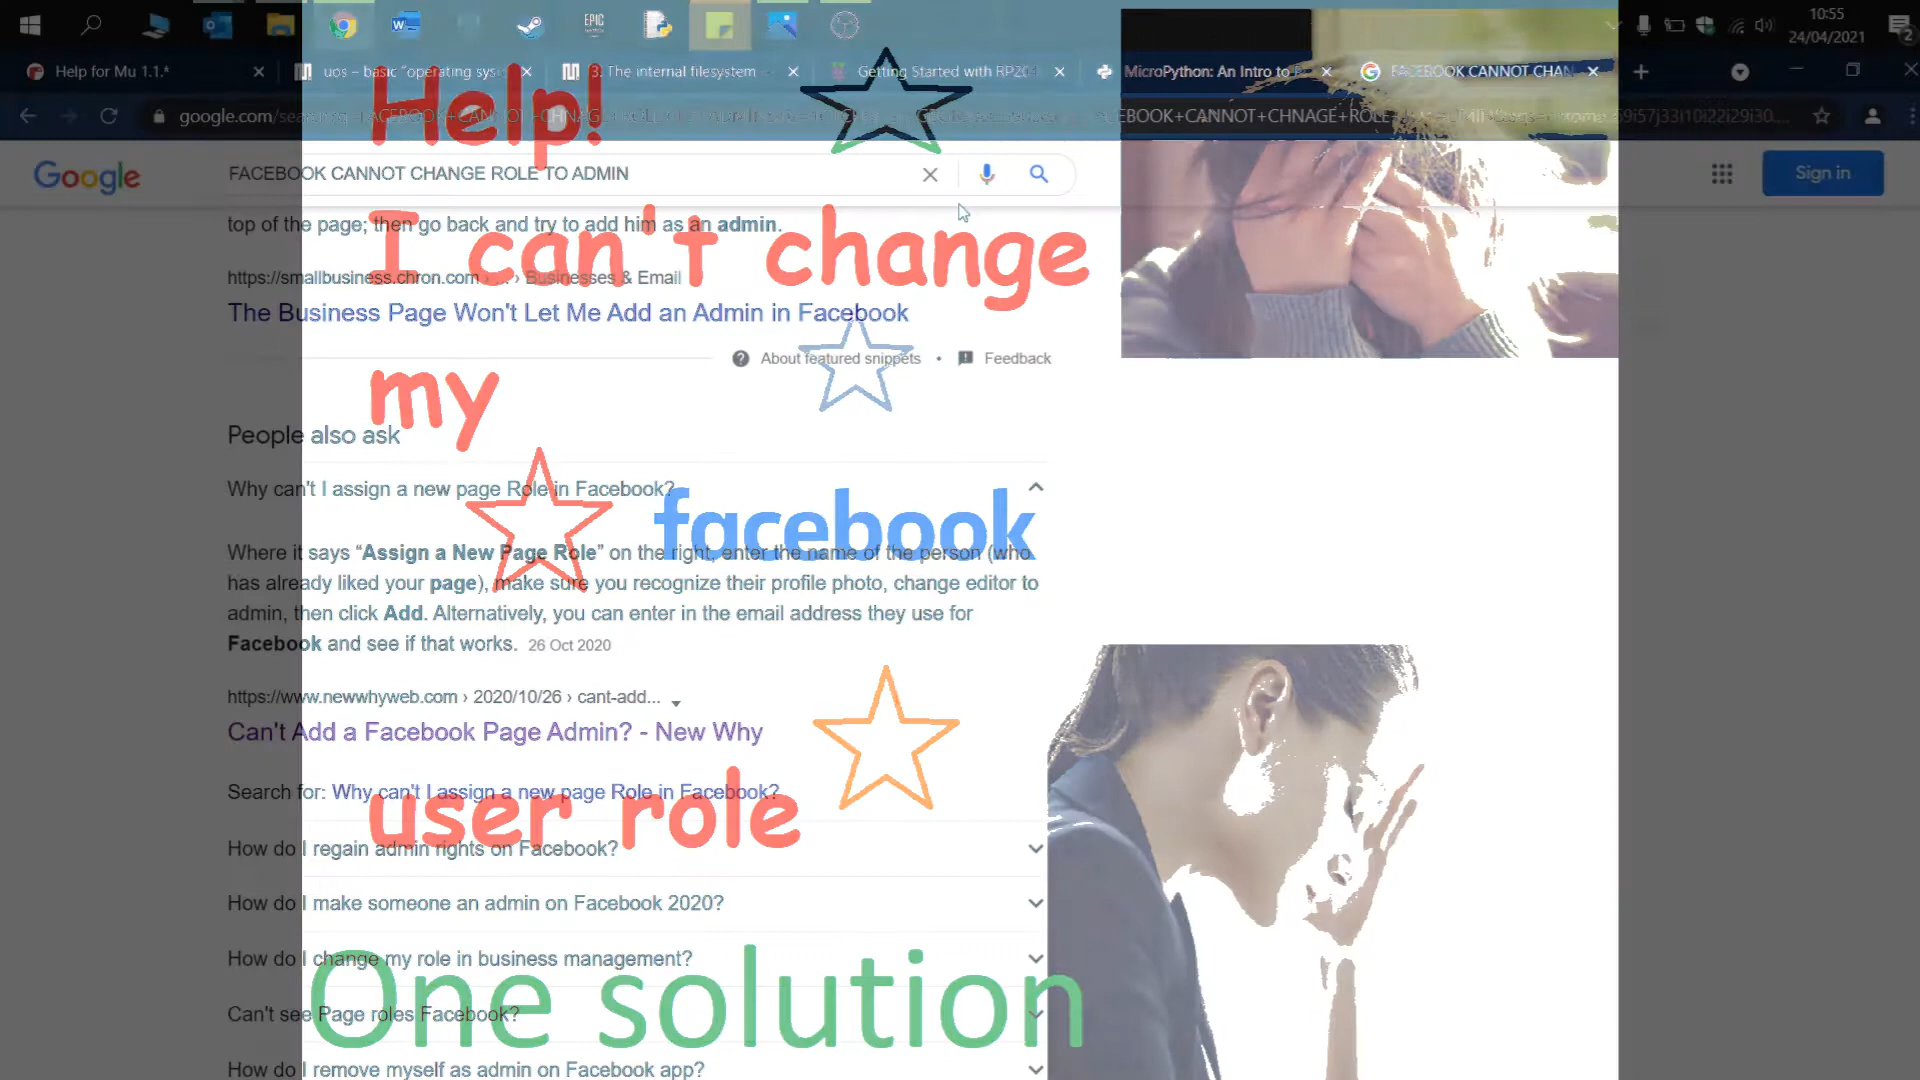 10:55
24/04/2021
2
Help for Mu 1.1.*
uos – basic "operating sys
3. The internal filesystem
Getting Started with RP20
MicroPython: An Intro to
FACEBOOK CANNOT CHAN
google.com/sea
EBOOK+CANNOT+CHNAGE+ROLE
Help!
Google
FACEBOOK CANNOT CHANGE ROLE TO ADMIN
Sign in
top of the page; then go back and try to add him as an admin.
I can't change
https://smallbusiness.chron.com › ... › Businesses & Email
The Business Page Won't Let Me Add an Admin in Facebook
About featured snippets • Feedback
my
People also ask
Why can't I assign a new page Role in Facebook?
facebook
Where it says “Assign a New Page Role” on the right, enter the name of the person (who
has already liked your page), make sure you recognize their profile photo, change editor to
admin, then click Add. Alternatively, you can enter in the email address they use for
Facebook and see if that works. 26 Oct 2020
https://www.newwhyweb.com › 2020/10/26 › cant-add...
Can't Add a Facebook Page Admin? - New Why
Search for: Why can't I assign a new page Role in Facebook?
user role
How do I regain admin rights on Facebook?
How do I make someone an admin on Facebook 2020?
How do I change my role in business management?
One solution
Can't see Page roles Facebook?
How do I remove myself as admin on Facebook app?